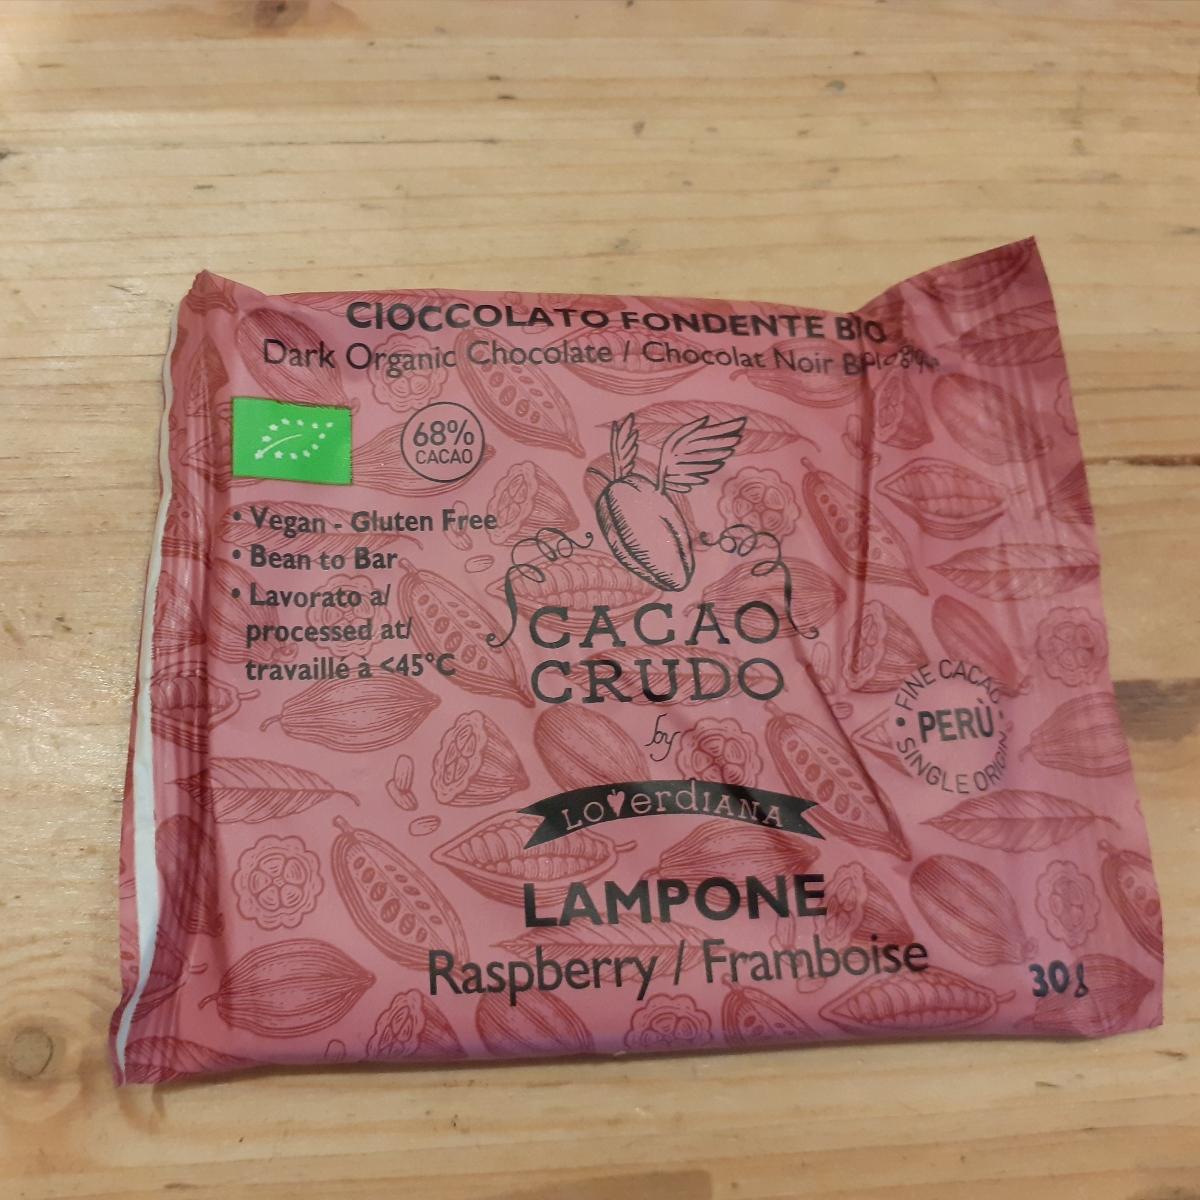 CIOCCOLATO FONDENTE BIO
Dark Organic Chocolate / Chocolat Noir
68%
CACAO
• Vegan - Gluten Free
• Bean to Bar
• Lavorato a/
processed at/
travaillé à <45°C
CACAO
CRUDO
by
LOVerdIANA
FINE CACAO
• PERÙ •
SINGLE ORIGIN
LAMPONE
Raspberry / Framboise
30g